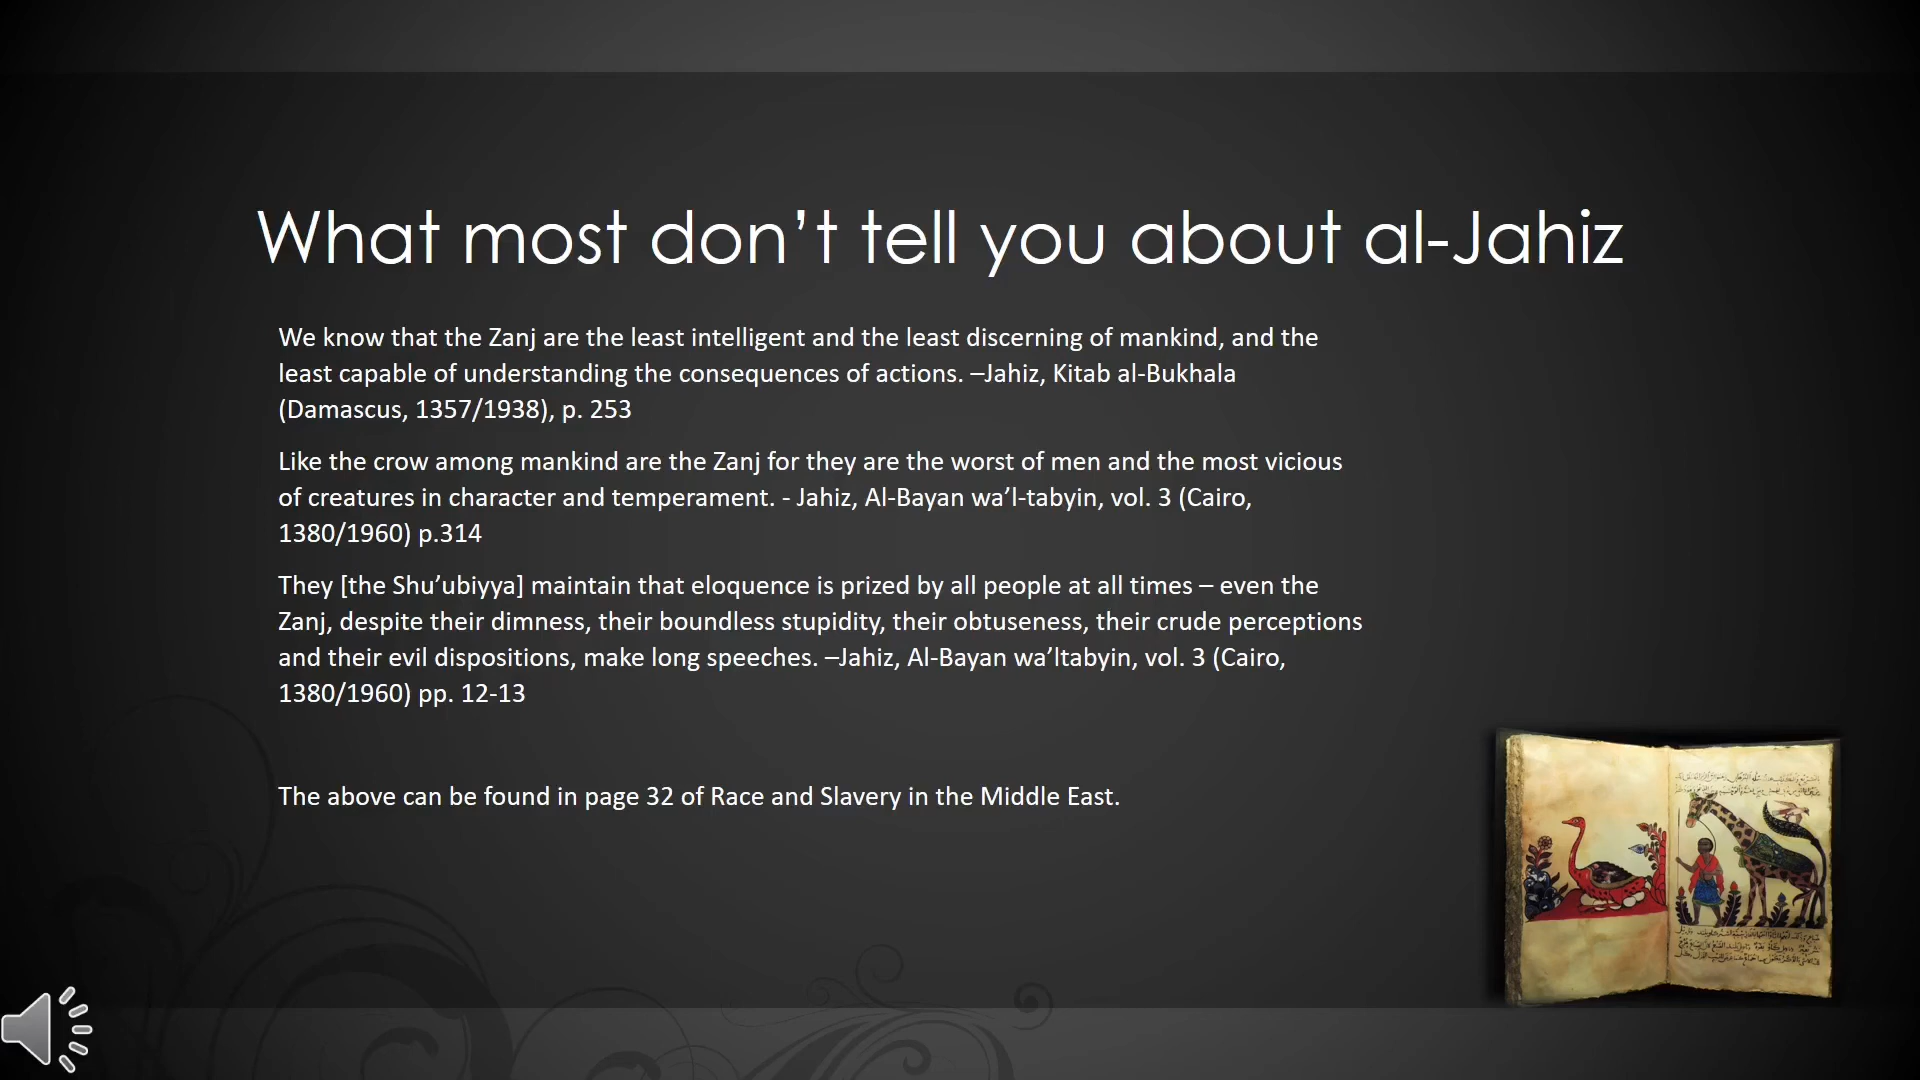 What most don’t tell you about al-Jahiz
We know that the Zanj are the least intelligent and the least discerning of mankind, and the
least capable of understanding the consequences of actions. –Jahiz, Kitab al-Bukhala
(Damascus, 1357/1938), p. 253
Like the crow among mankind are the Zanj for they are the worst of men and the most vicious
of creatures in character and temperament. - Jahiz, Al-Bayan wa’l-tabyin, vol. 3 (Cairo,
1380/1960) p.314
They [the Shu’ubiyya] maintain that eloquence is prized by all people at all times – even the
Zanj, despite their dimness, their boundless stupidity, their obtuseness, their crude perceptions
and their evil dispositions, make long speeches. –Jahiz, Al-Bayan wa’ltabyin, vol. 3 (Cairo,
1380/1960) pp. 12-13
The above can be found in page 32 of Race and Slavery in the Middle East.